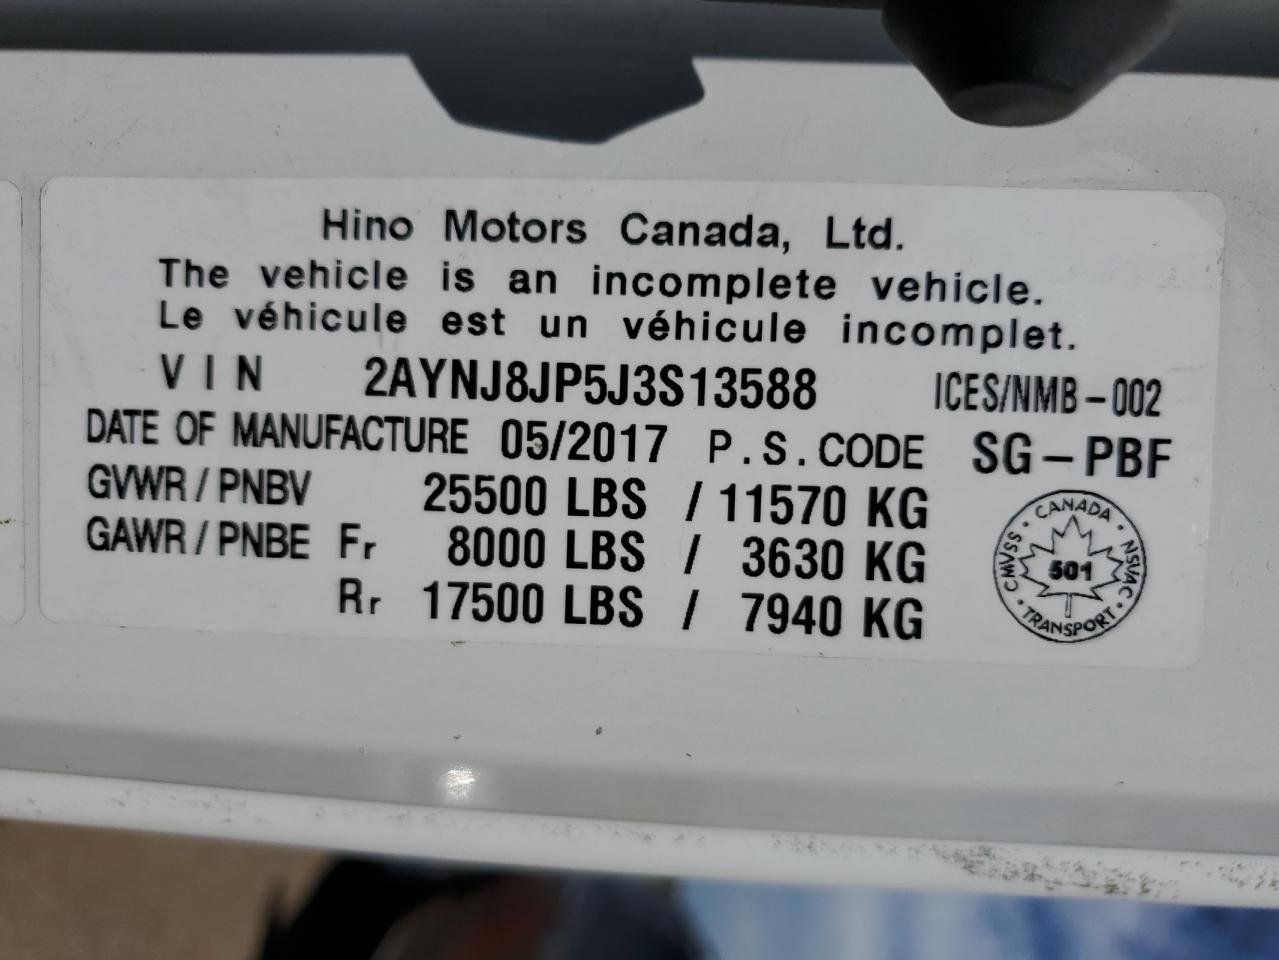 Hino Motors Canada, Ltd.
The vehicle is an incomplete vehicle.
Le véhicule est un véhicule incomplet.
VIN 2AYNJ8JP5J3S13588 ICES/NMB-002
DATE OF MANUFACTURE 05/2017 P.S.CODE SG-PBF
GVWR/PNBV 25500 LBS / 11570 KG
GAWR/PNBE Fr 8000 LBS / 3630 KG
Rr 17500 LBS / 7940 KG
CANADA
CMVSS 501 NSVAC
TRANSPORT